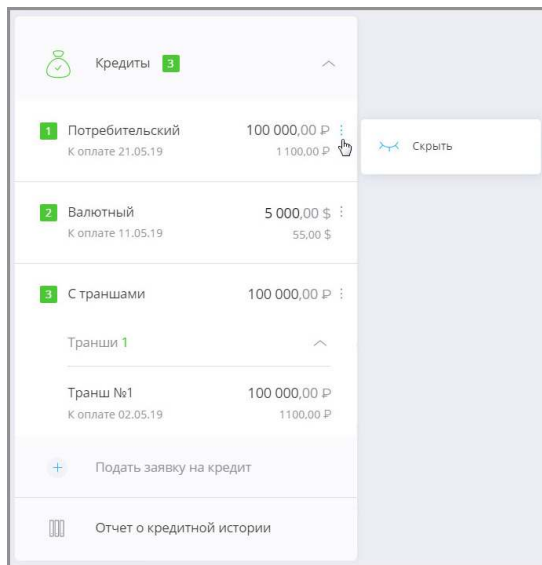 Кредиты 3
1 Потребительский 100 000,00 ₽
К оплате 21.05.19 1 100,00 ₽
Скрыть
2 Валютный 5 000,00 $
К оплате 11.05.19 55,00 $
3 С траншами 100 000,00 ₽
Транши 1
Транш №1 100 000,00 ₽
К оплате 02.05.19 1100,00 ₽
Подать заявку на кредит
Отчет о кредитной истории